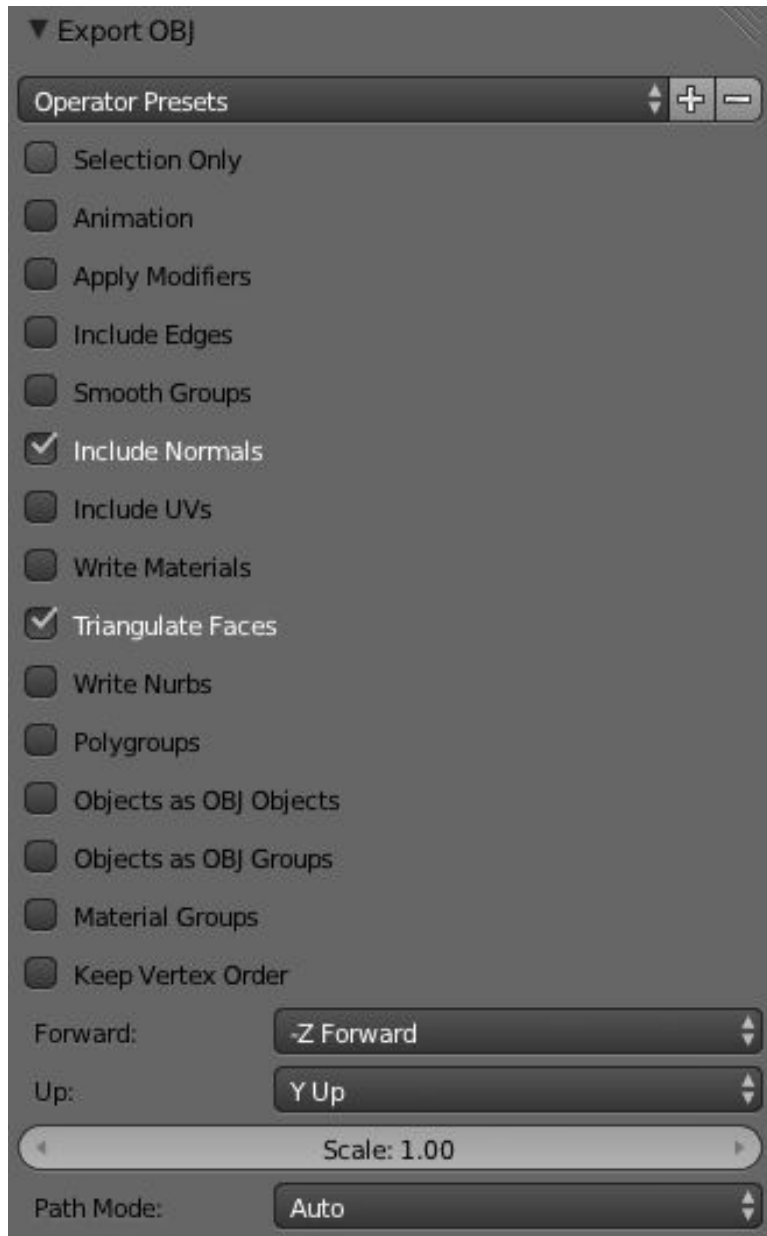 Export OBJ
Operator Presets
Selection Only
Animation
Apply Modifiers
Include Edges
Smooth Groups
Include Normals
Include UVs
Write Materials
Triangulate Faces
Write Nurbs
Polygroups
Objects as OBJ Objects
Objects as OBJ Groups
Material Groups
Keep Vertex Order
Forward: -Z Forward
Up: Y Up
Scale: 1.00
Path Mode: Auto